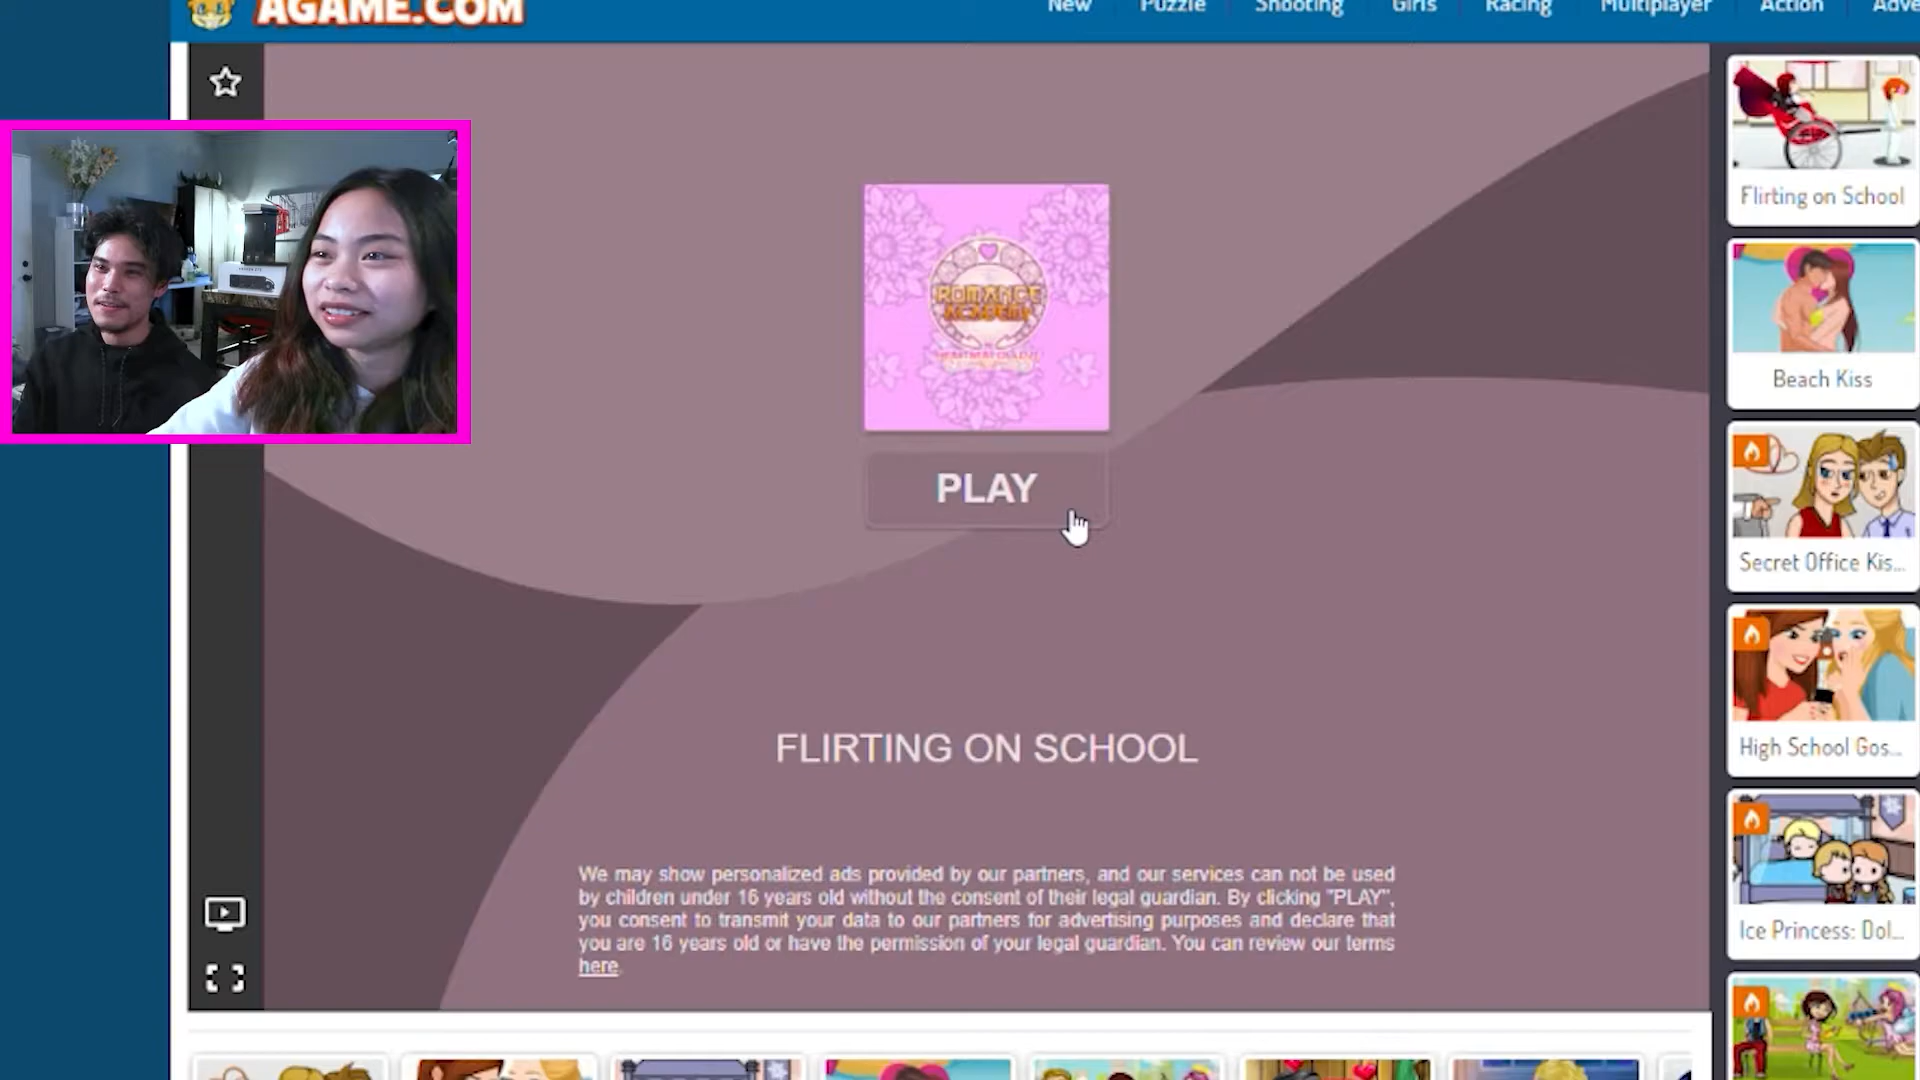 AGAME.COM
New Puzzle Shooting Girls Racing Multiplayer Action
ROMANCE
ACADEMY
PLAY
FLIRTING ON SCHOOL
We may show personalized ads provided by our partners, and our services can not be used
by children under 16 years old without the consent of their legal guardian. By clicking "PLAY",
you consent to transmit your data to our partners for advertising purposes and declare that
you are 16 years old or have the permission of your legal guardian. You can review our terms
here.
Flirting on School
Beach Kiss
Secret Office Kis...
High School Gos...
Ice Princess: Dol...